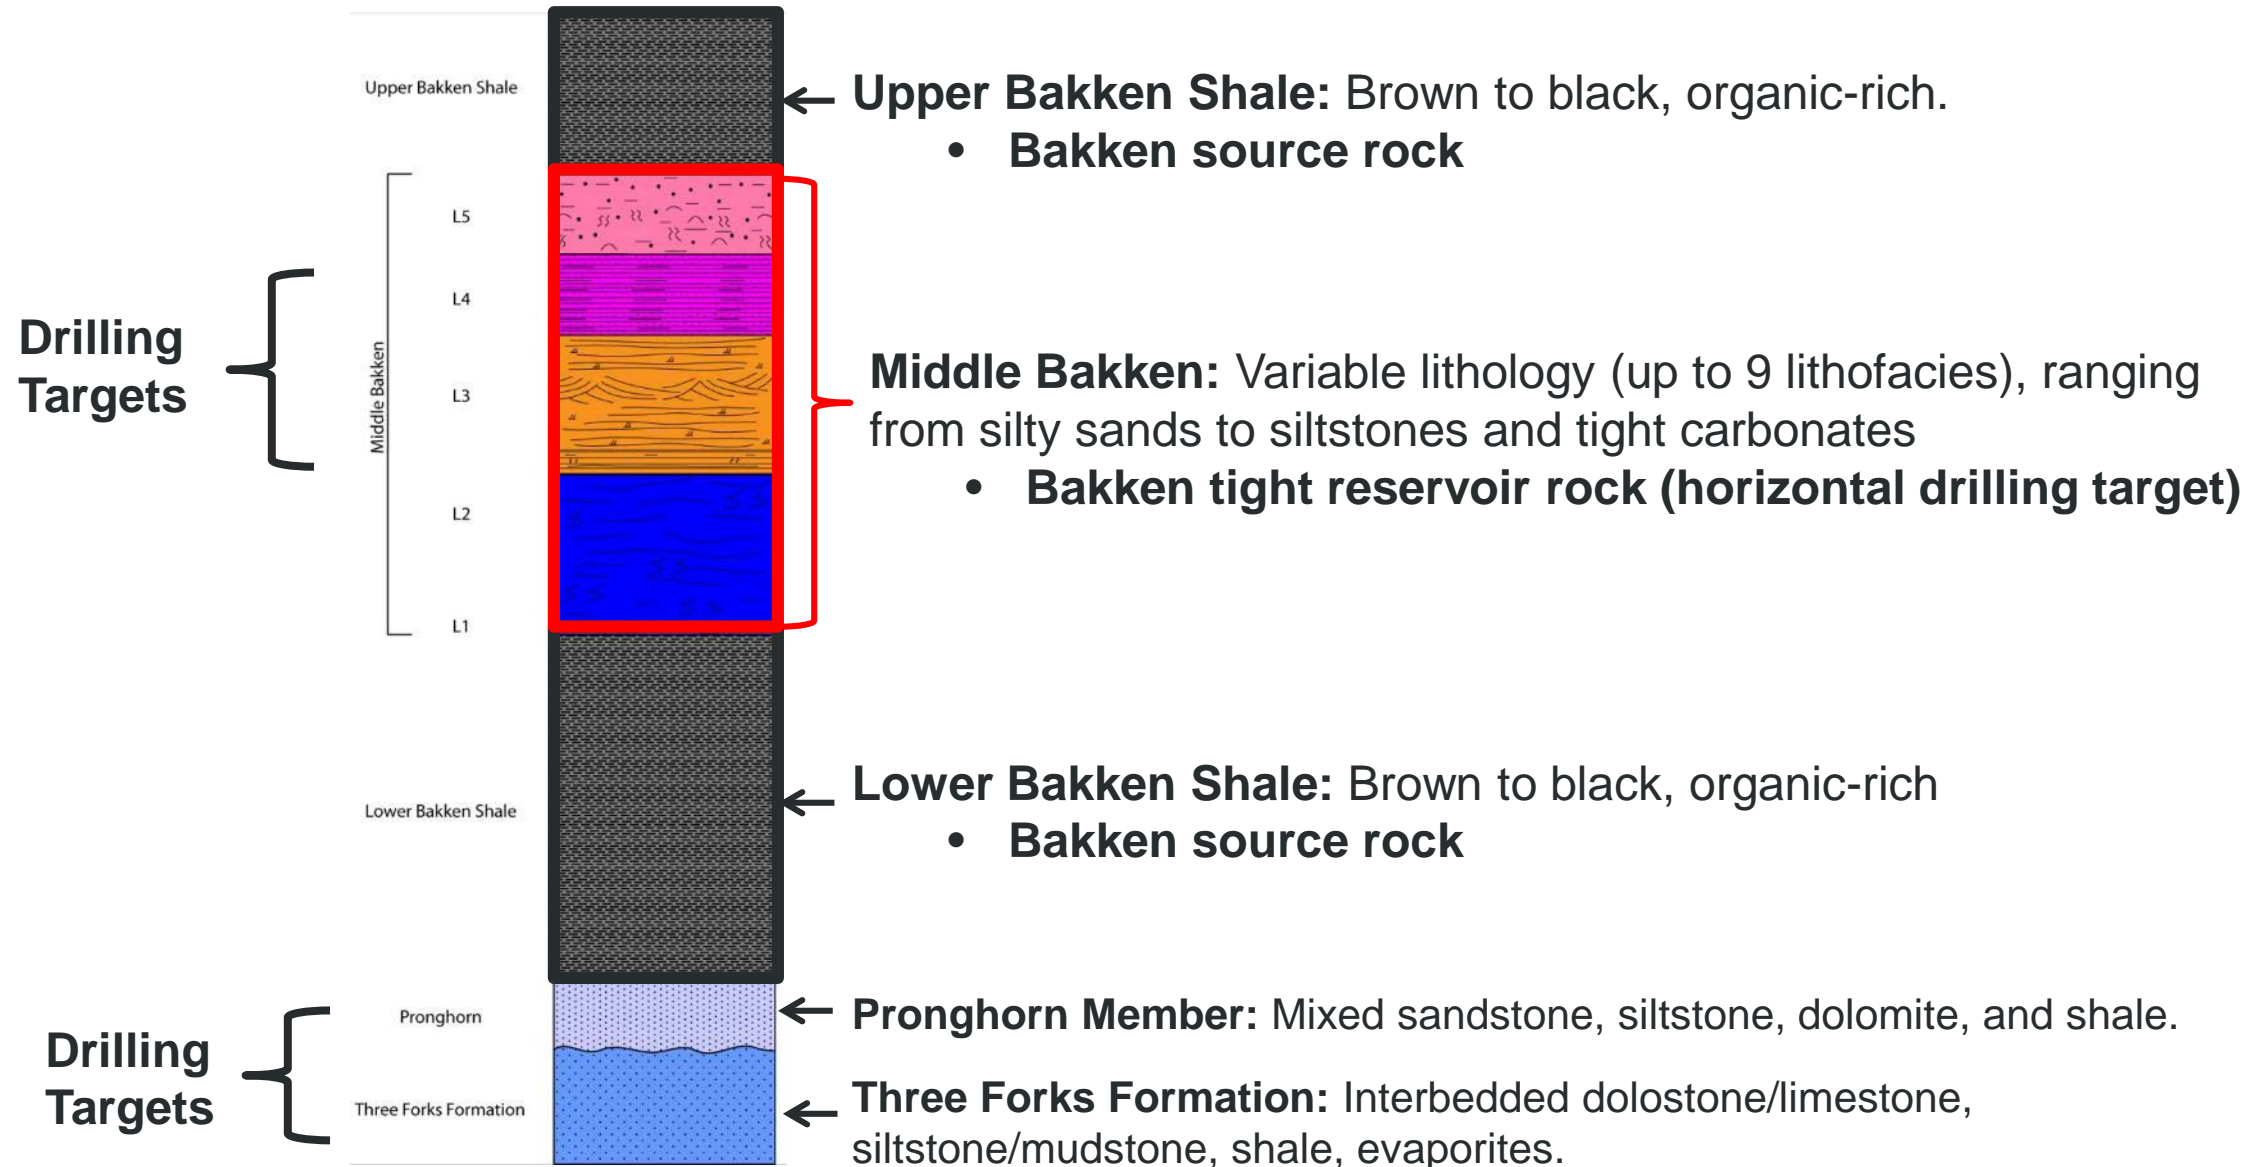 Upper Bakken Shale
Upper Bakken Shale: Brown to black, organic-rich.
• Bakken source rock
Drilling
Targets
Middle Bakken
L5
L4
L3
L2
L1
Middle Bakken: Variable lithology (up to 9 lithofacies), ranging
from silty sands to siltstones and tight carbonates
• Bakken tight reservoir rock (horizontal drilling target)
Lower Bakken Shale
Lower Bakken Shale: Brown to black, organic-rich
• Bakken source rock
Drilling
Targets
Pronghorn
Pronghorn Member: Mixed sandstone, siltstone, dolomite, and shale.
Three Forks Formation
Three Forks Formation: Interbedded dolostone/limestone,
siltstone/mudstone, shale, evaporites.